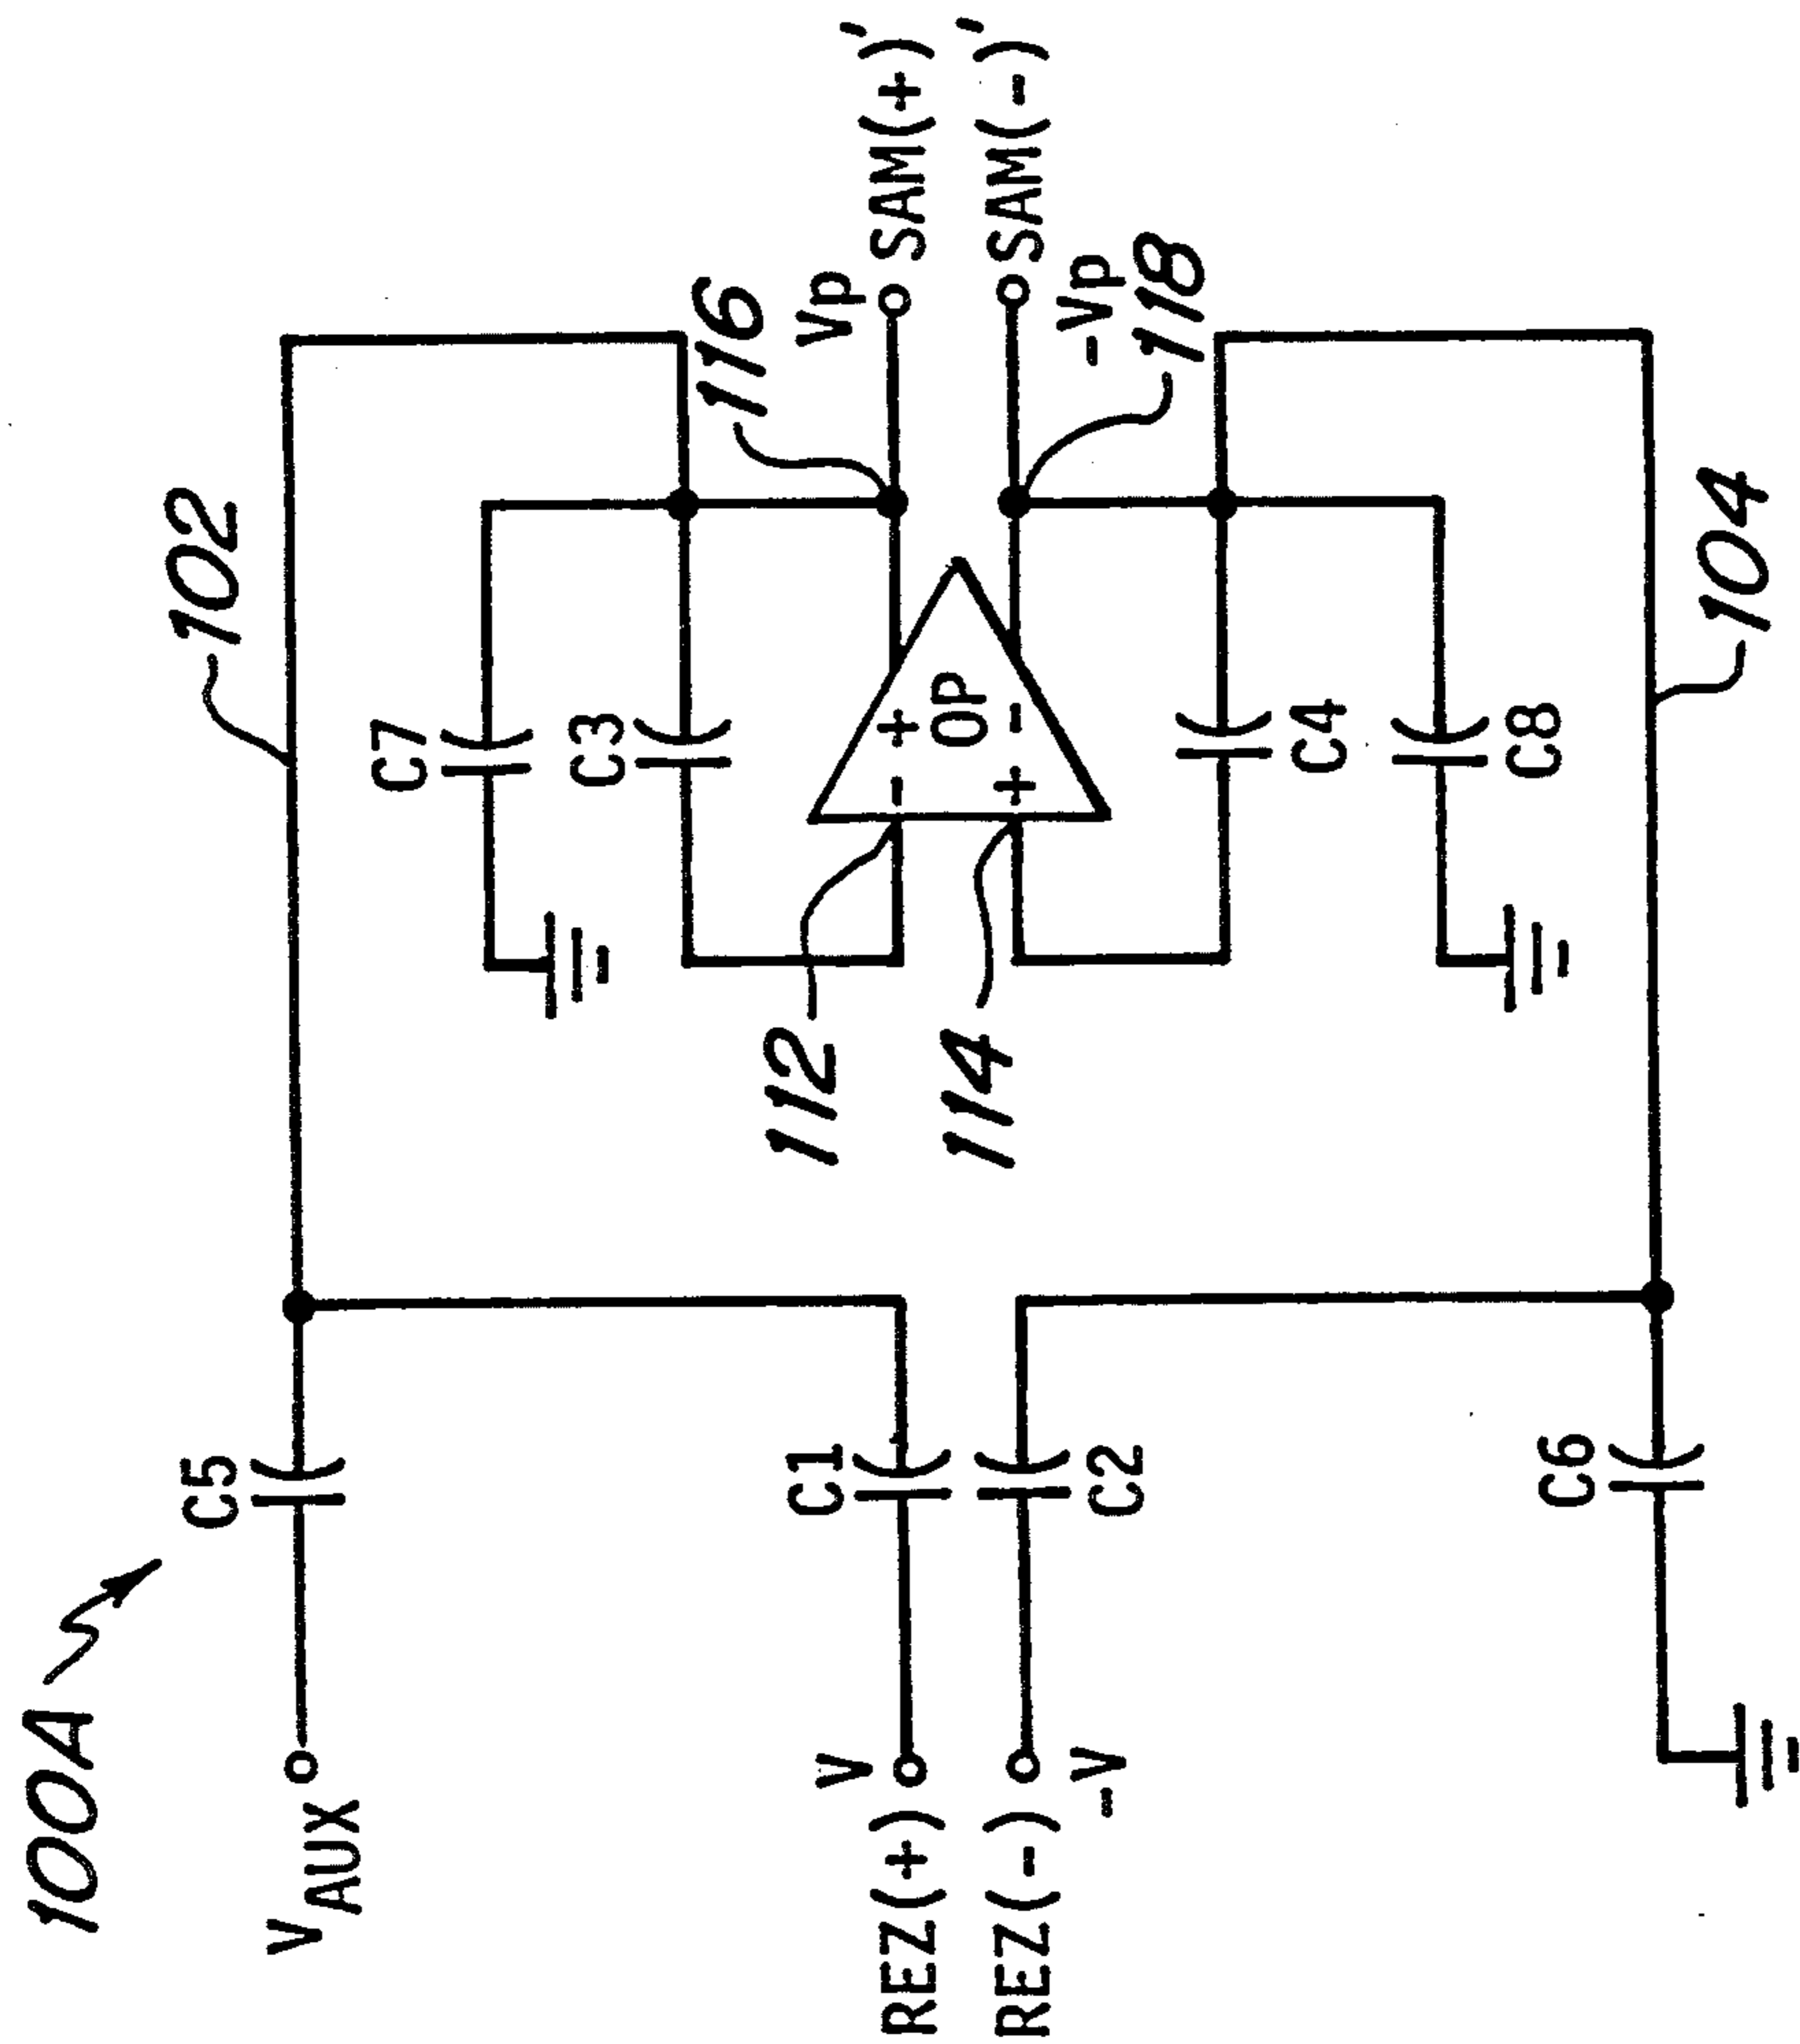 100A
V AUX
C5
102
REZ(+)
V
C1
REZ(-)
-V
C2
C6
C7
C3
112
114
- +
OP
+ -
116
Vp
SAM(+)'
SAM(-)'
-Vp
118
C4
C8
104